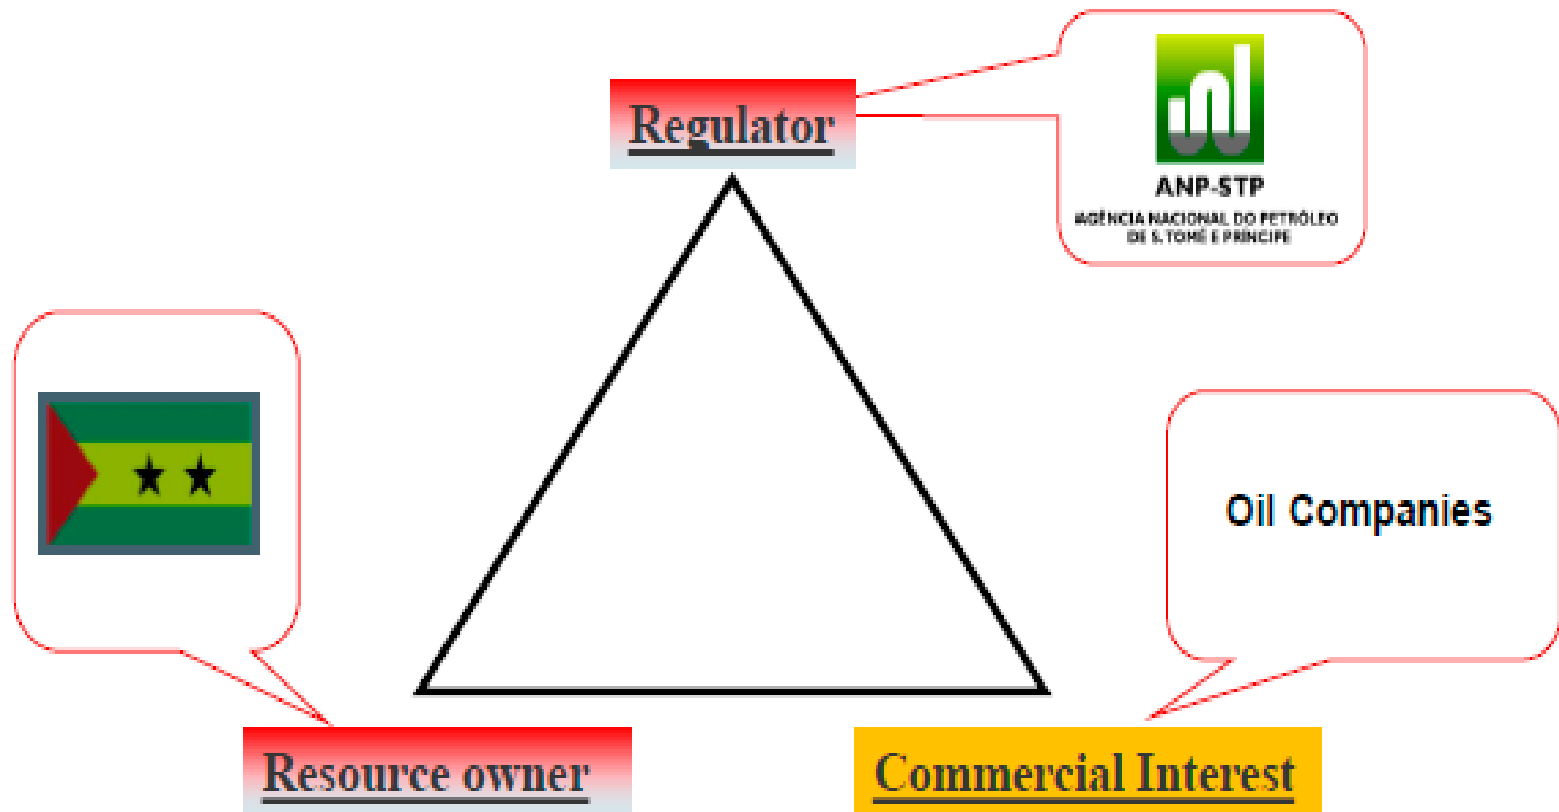 Regulator
ANP-STP
AGÊNCIA NACIONAL DO PETRÓLEO
DE S. TOMÉ E PRÍNCIPE
Oil Companies
Resource owner
Commercial Interest